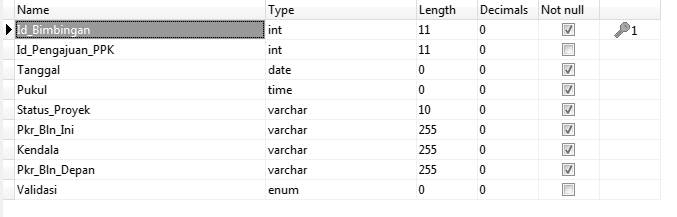 Name Type Length Decimals Not null
Id_Bimbingan int 11 0 1
Id_Pengajuan_PPK int 11 0
Tanggal date 0 0
Pukul time 0 0
Status_Proyek varchar 10 0
Pkr_Bln_Ini varchar 255 0
Kendala varchar 255 0
Pkr_Bln_Depan varchar 255 0
Validasi enum 0 0